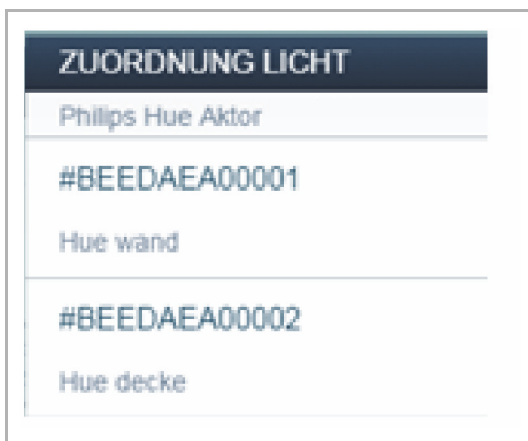 ZUORDNUNG LICHT
Philips Hue Aktor
#BEEDAEA00001
Hue wand
#BEEDAEA00002
Hue decke